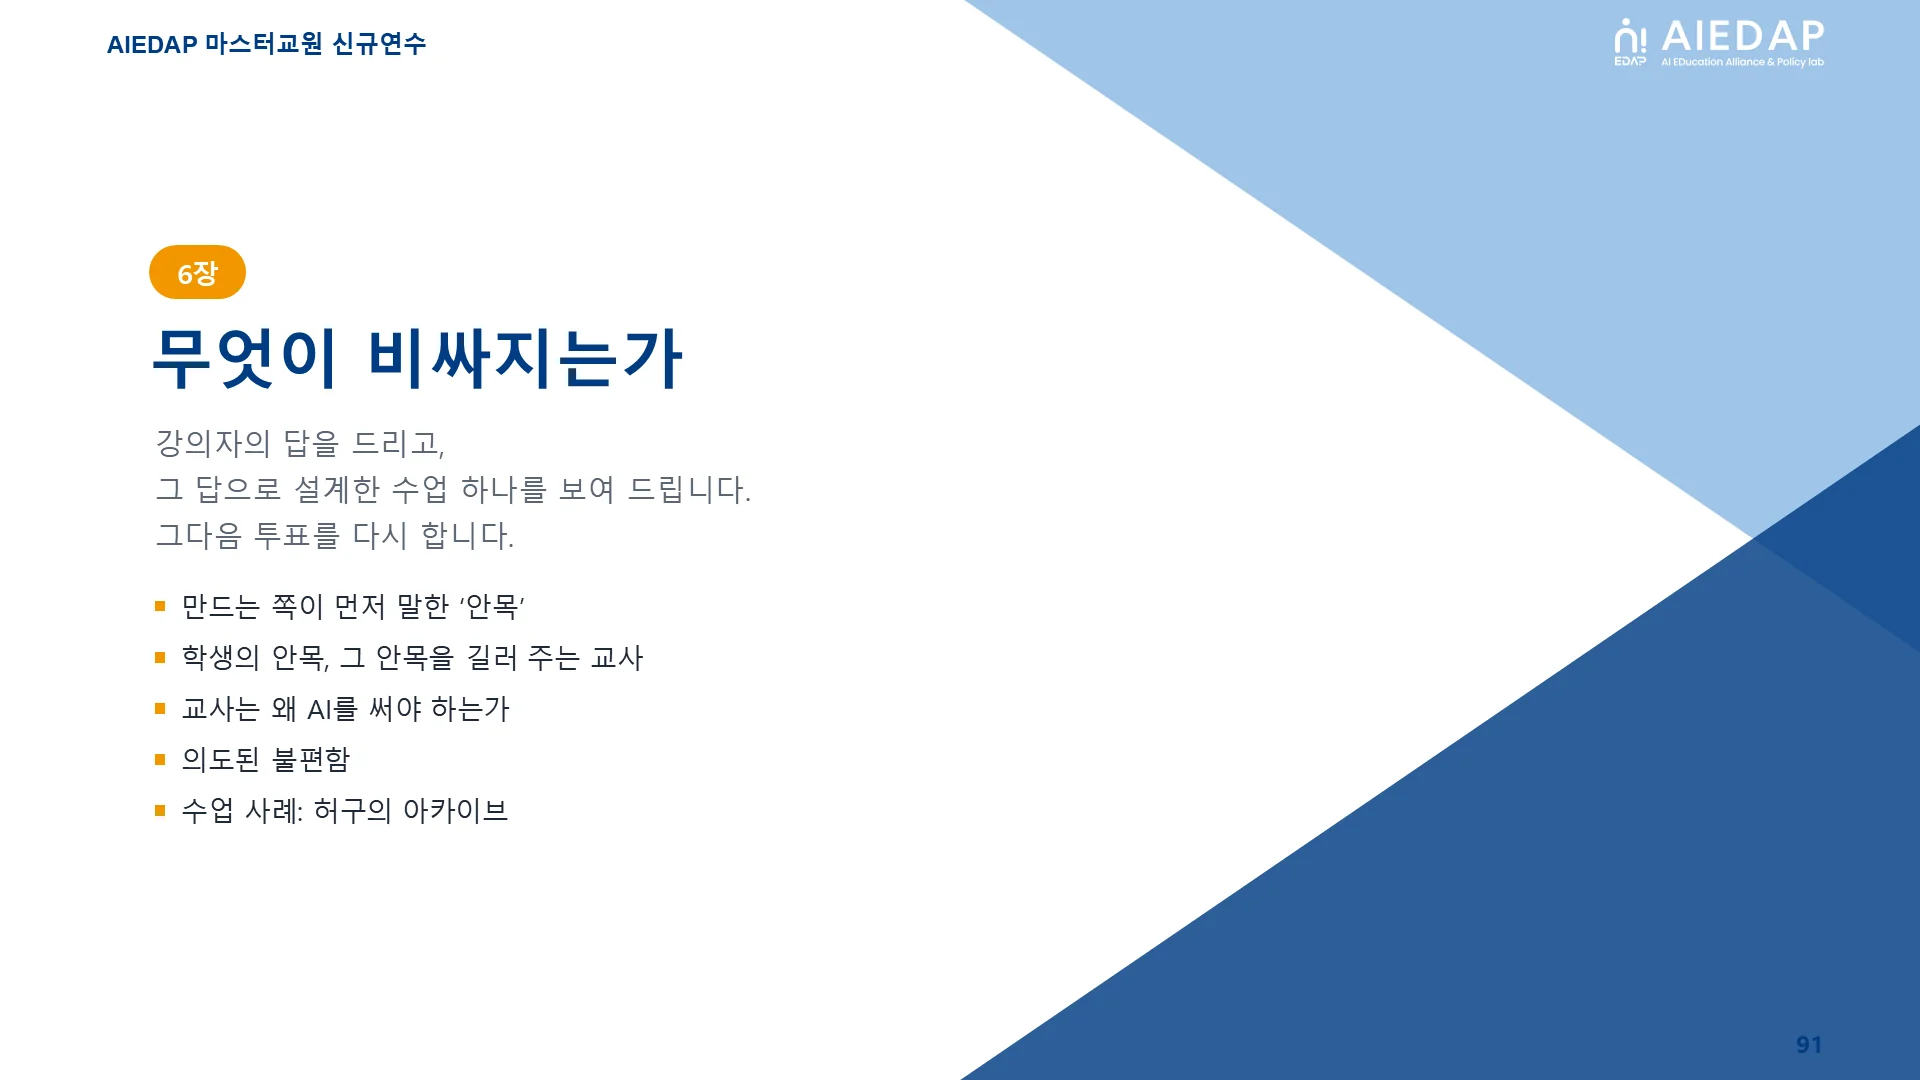 AIEDAP 마스터교원 신규연수
EDAP
AIEDAP
AI EDucation Alliance & Policy lab
6장
무엇이 비싸지는가
강의자의 답을 드리고,
그 답으로 설계한 수업 하나를 보여 드립니다.
그다음 투표를 다시 합니다.
만드는 쪽이 먼저 말한 ‘안목’
학생의 안목, 그 안목을 길러 주는 교사
교사는 왜 AI를 써야 하는가
의도된 불편함
수업 사례: 허구의 아카이브
91